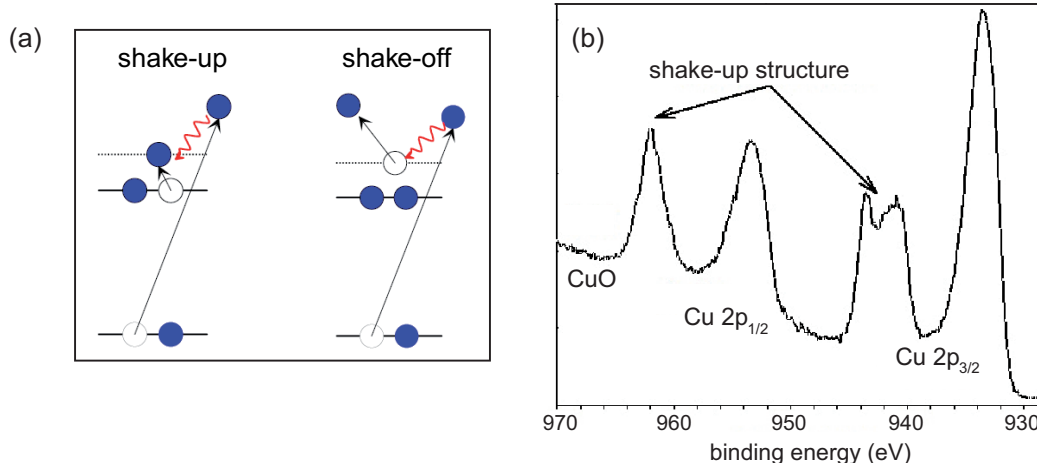 (a)
shake-up
shake-off
(b)
shake-up structure
CuO
Cu 2p1/2
Cu 2p3/2
970
960
950
940
930
binding energy (eV)